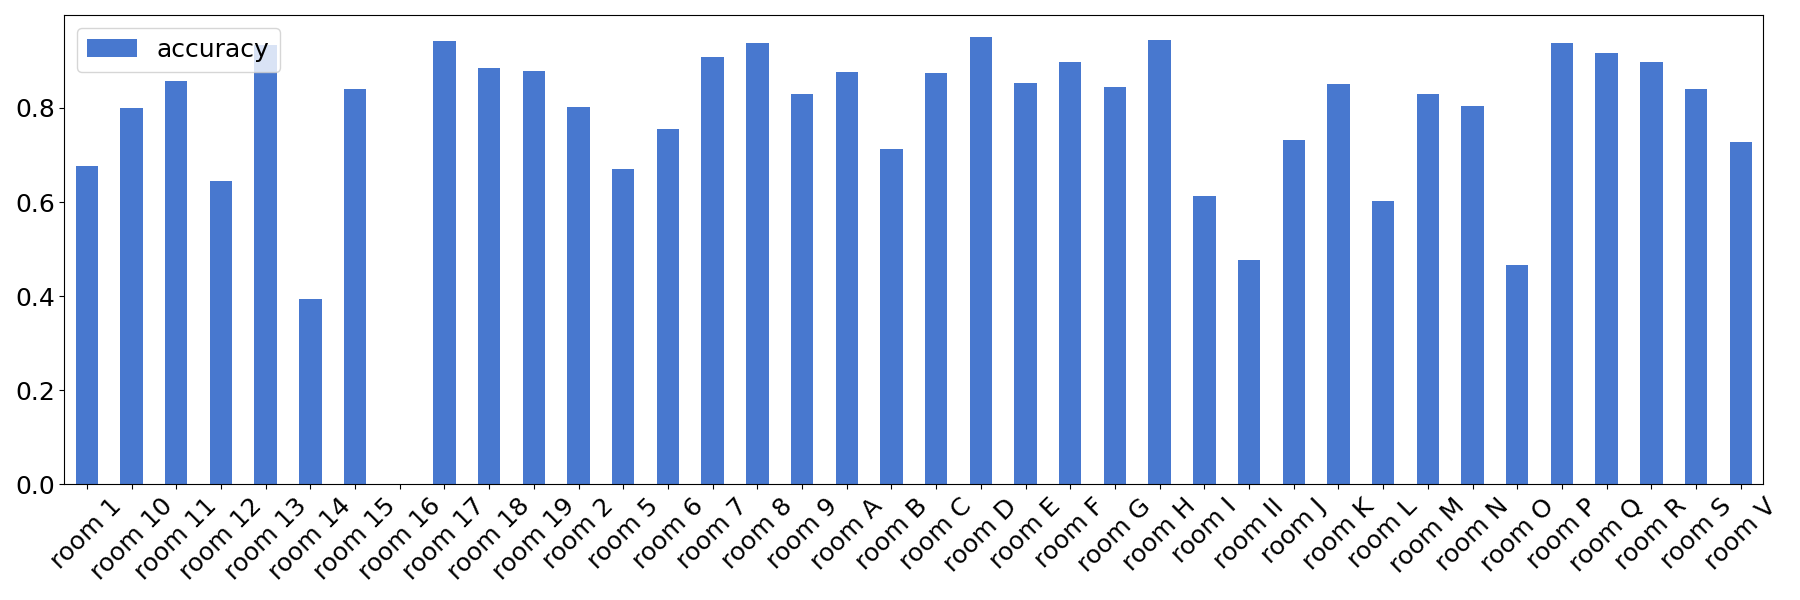 accuracy
0.8
0.6
0.4
0.2
0.0
room 1
room 10
room 11
room 12
room 13
room 14
room 15
room 16
room 17
room 18
room 19
room 2
room 5
room 6
room 7
room 8
room 9
room A
room B
room C
room D
room E
room F
room G
room H
room I
room II
room J
room K
room L
room M
room N
room O
room P
room Q
room R
room S
room V